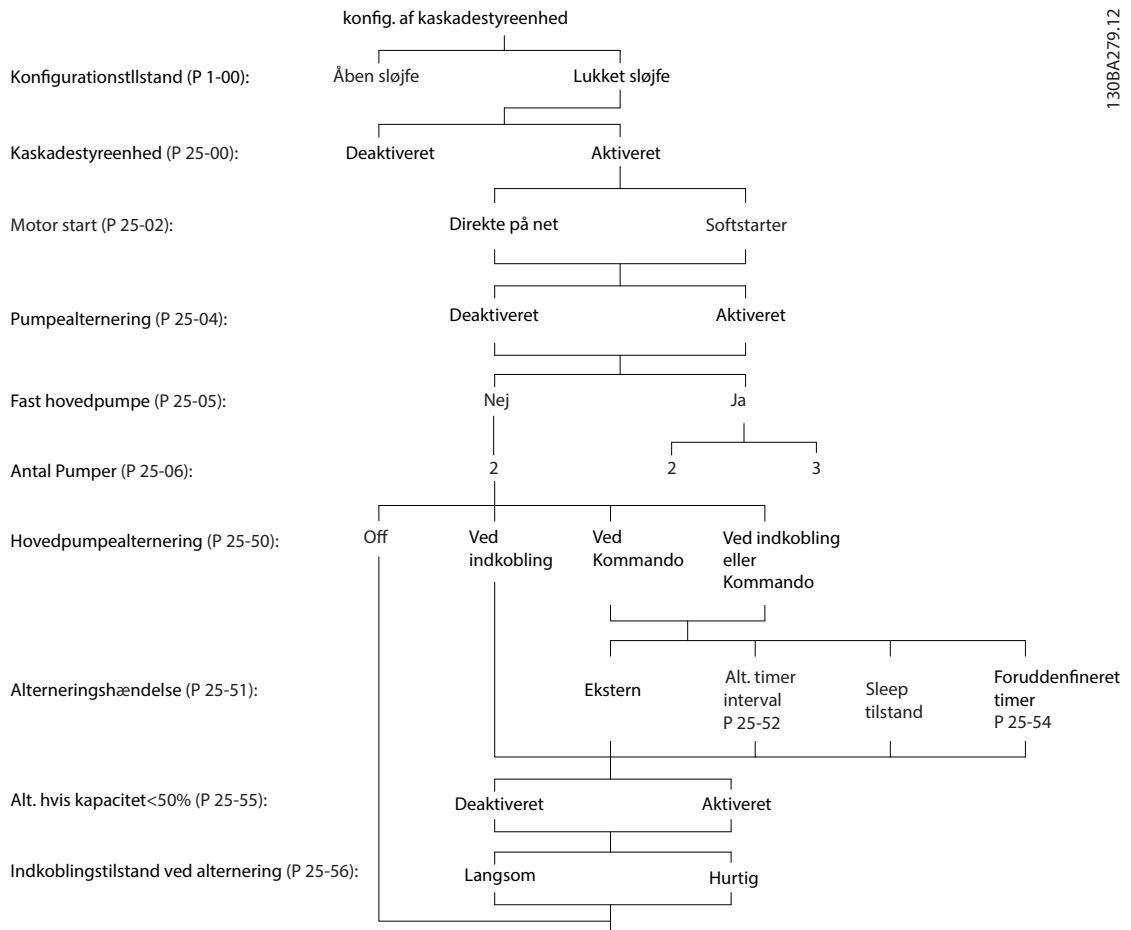 konfig. af kaskadestyreenhed
130BA279.12
Konfigurationstllstand (P 1-00):
Åben sløjfe
Lukket sløjfe
Kaskadestyreenhed (P 25-00):
Deaktiveret
Aktiveret
Motor start (P 25-02):
Direkte på net
Softstarter
Pumpealternering (P 25-04):
Deaktiveret
Aktiveret
Fast hovedpumpe (P 25-05):
Nej
Ja
Antal Pumper (P 25-06):
2
2
3
Hovedpumpealternering (P 25-50):
Off
Ved
indkobling
Ved
Kommando
Ved indkobling
eller
Kommando
Alterneringshændelse (P 25-51):
Ekstern
Alt. timer
interval
P 25-52
Sleep
tilstand
Foruddenfineret
timer
P 25-54
Alt. hvis kapacitet<50% (P 25-55):
Deaktiveret
Aktiveret
Indkoblingstilstand ved alternering (P 25-56):
Langsom
Hurtig